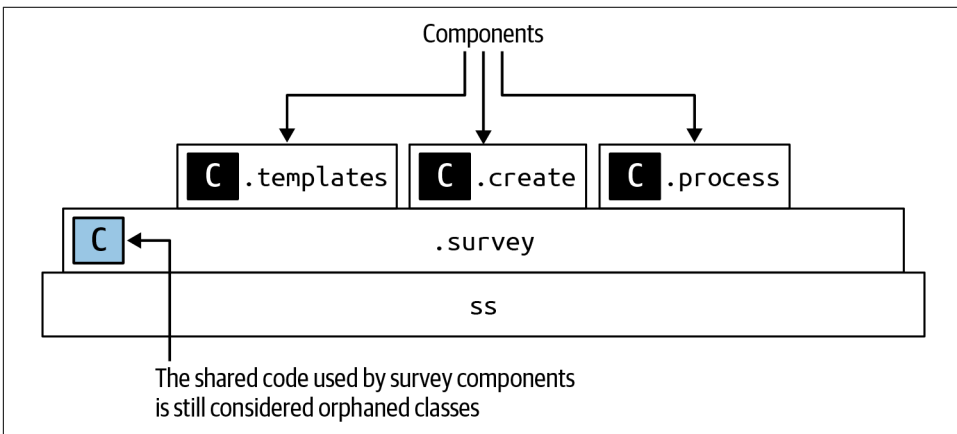 Components
C .templates
C .create
C .process
C
.survey
ss
The shared code used by survey components
is still considered orphaned classes